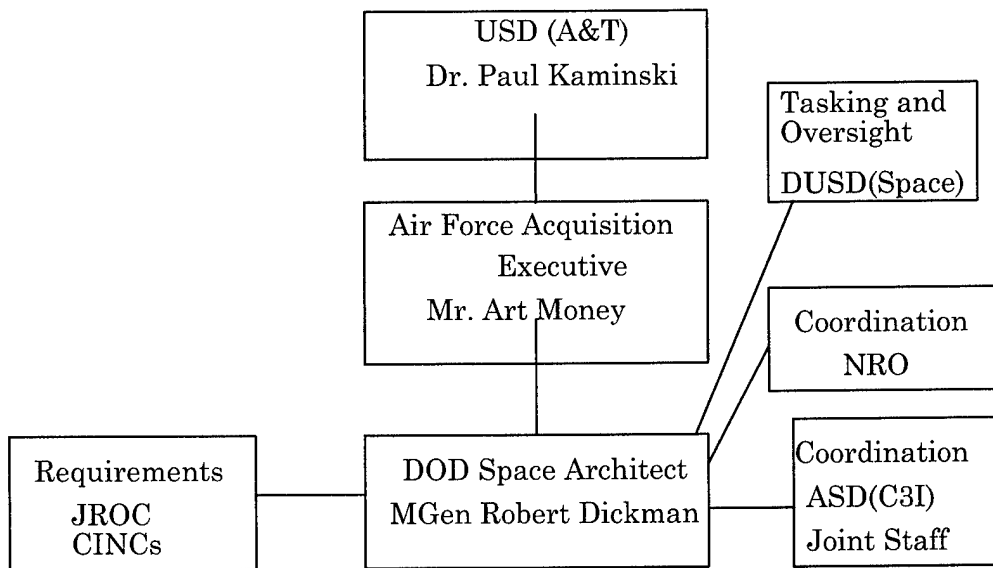 USD (A&T)
Dr. Paul Kaminski
Tasking and
Oversight
DUSD(Space)
Air Force Acquisition
Executive
Mr. Art Money
Coordination
NRO
Requirements
JROC
CINCs
DOD Space Architect
MGen Robert Dickman
Coordination
ASD(C3I)
Joint Staff